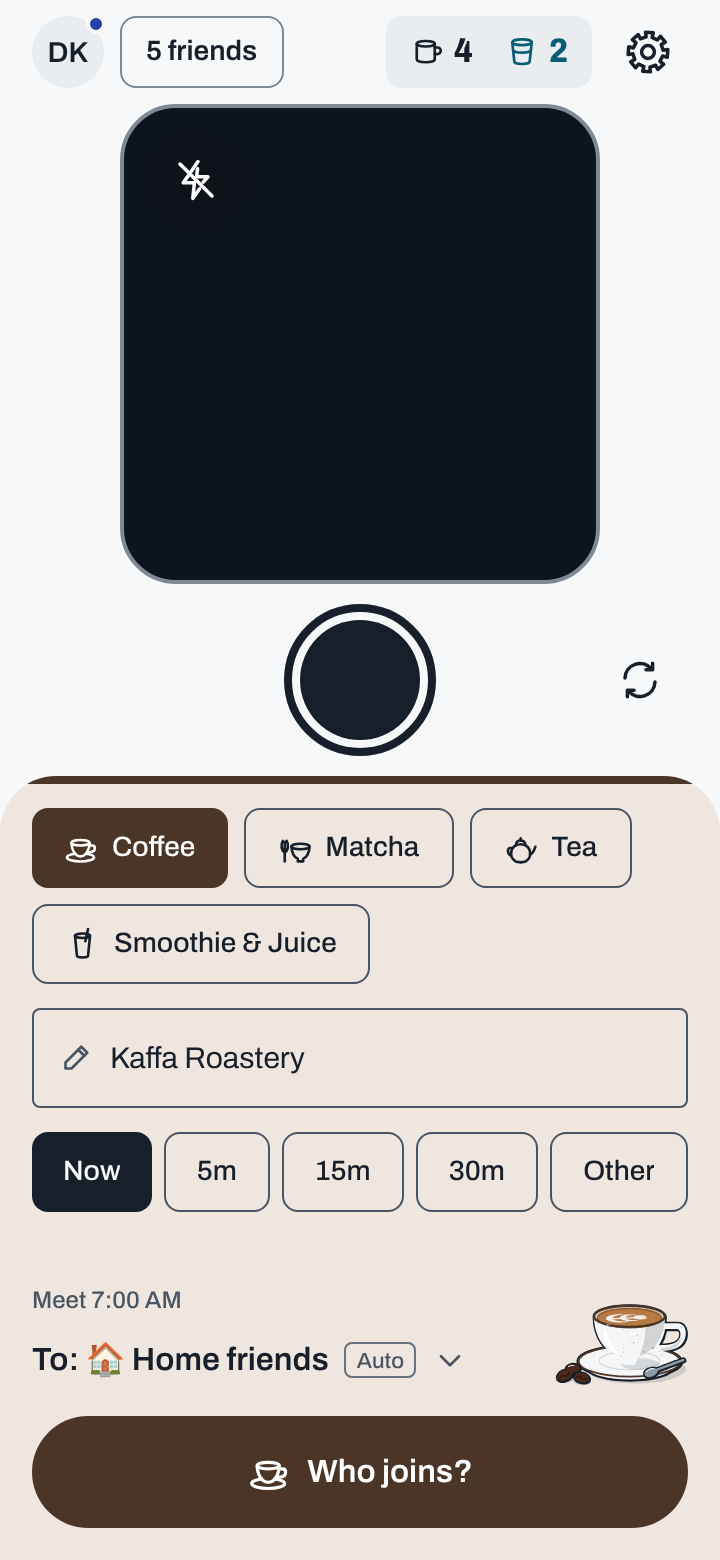 DK
5 friends
4
2
Coffee
Matcha
Tea
Smoothie & Juice
Kaffa Roastery
Now
5m
15m
30m
Other
Meet 7:00 AM
To: 🏠 Home friends
Auto
Who joins?